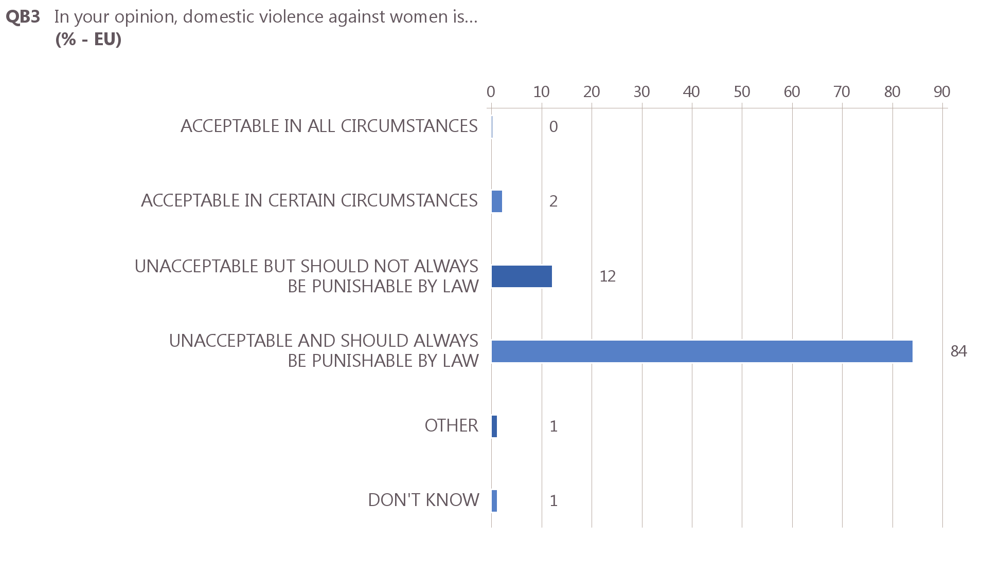 QB3 In your opinion, domestic violence against women is...
(% - EU)
0 10 20 30 40 50 60 70 80 90
ACCEPTABLE IN ALL CIRCUMSTANCES 0
ACCEPTABLE IN CERTAIN CIRCUMSTANCES 2
UNACCEPTABLE BUT SHOULD NOT ALWAYS
BE PUNISHABLE BY LAW 12
UNACCEPTABLE AND SHOULD ALWAYS
BE PUNISHABLE BY LAW 84
OTHER 1
DON'T KNOW 1